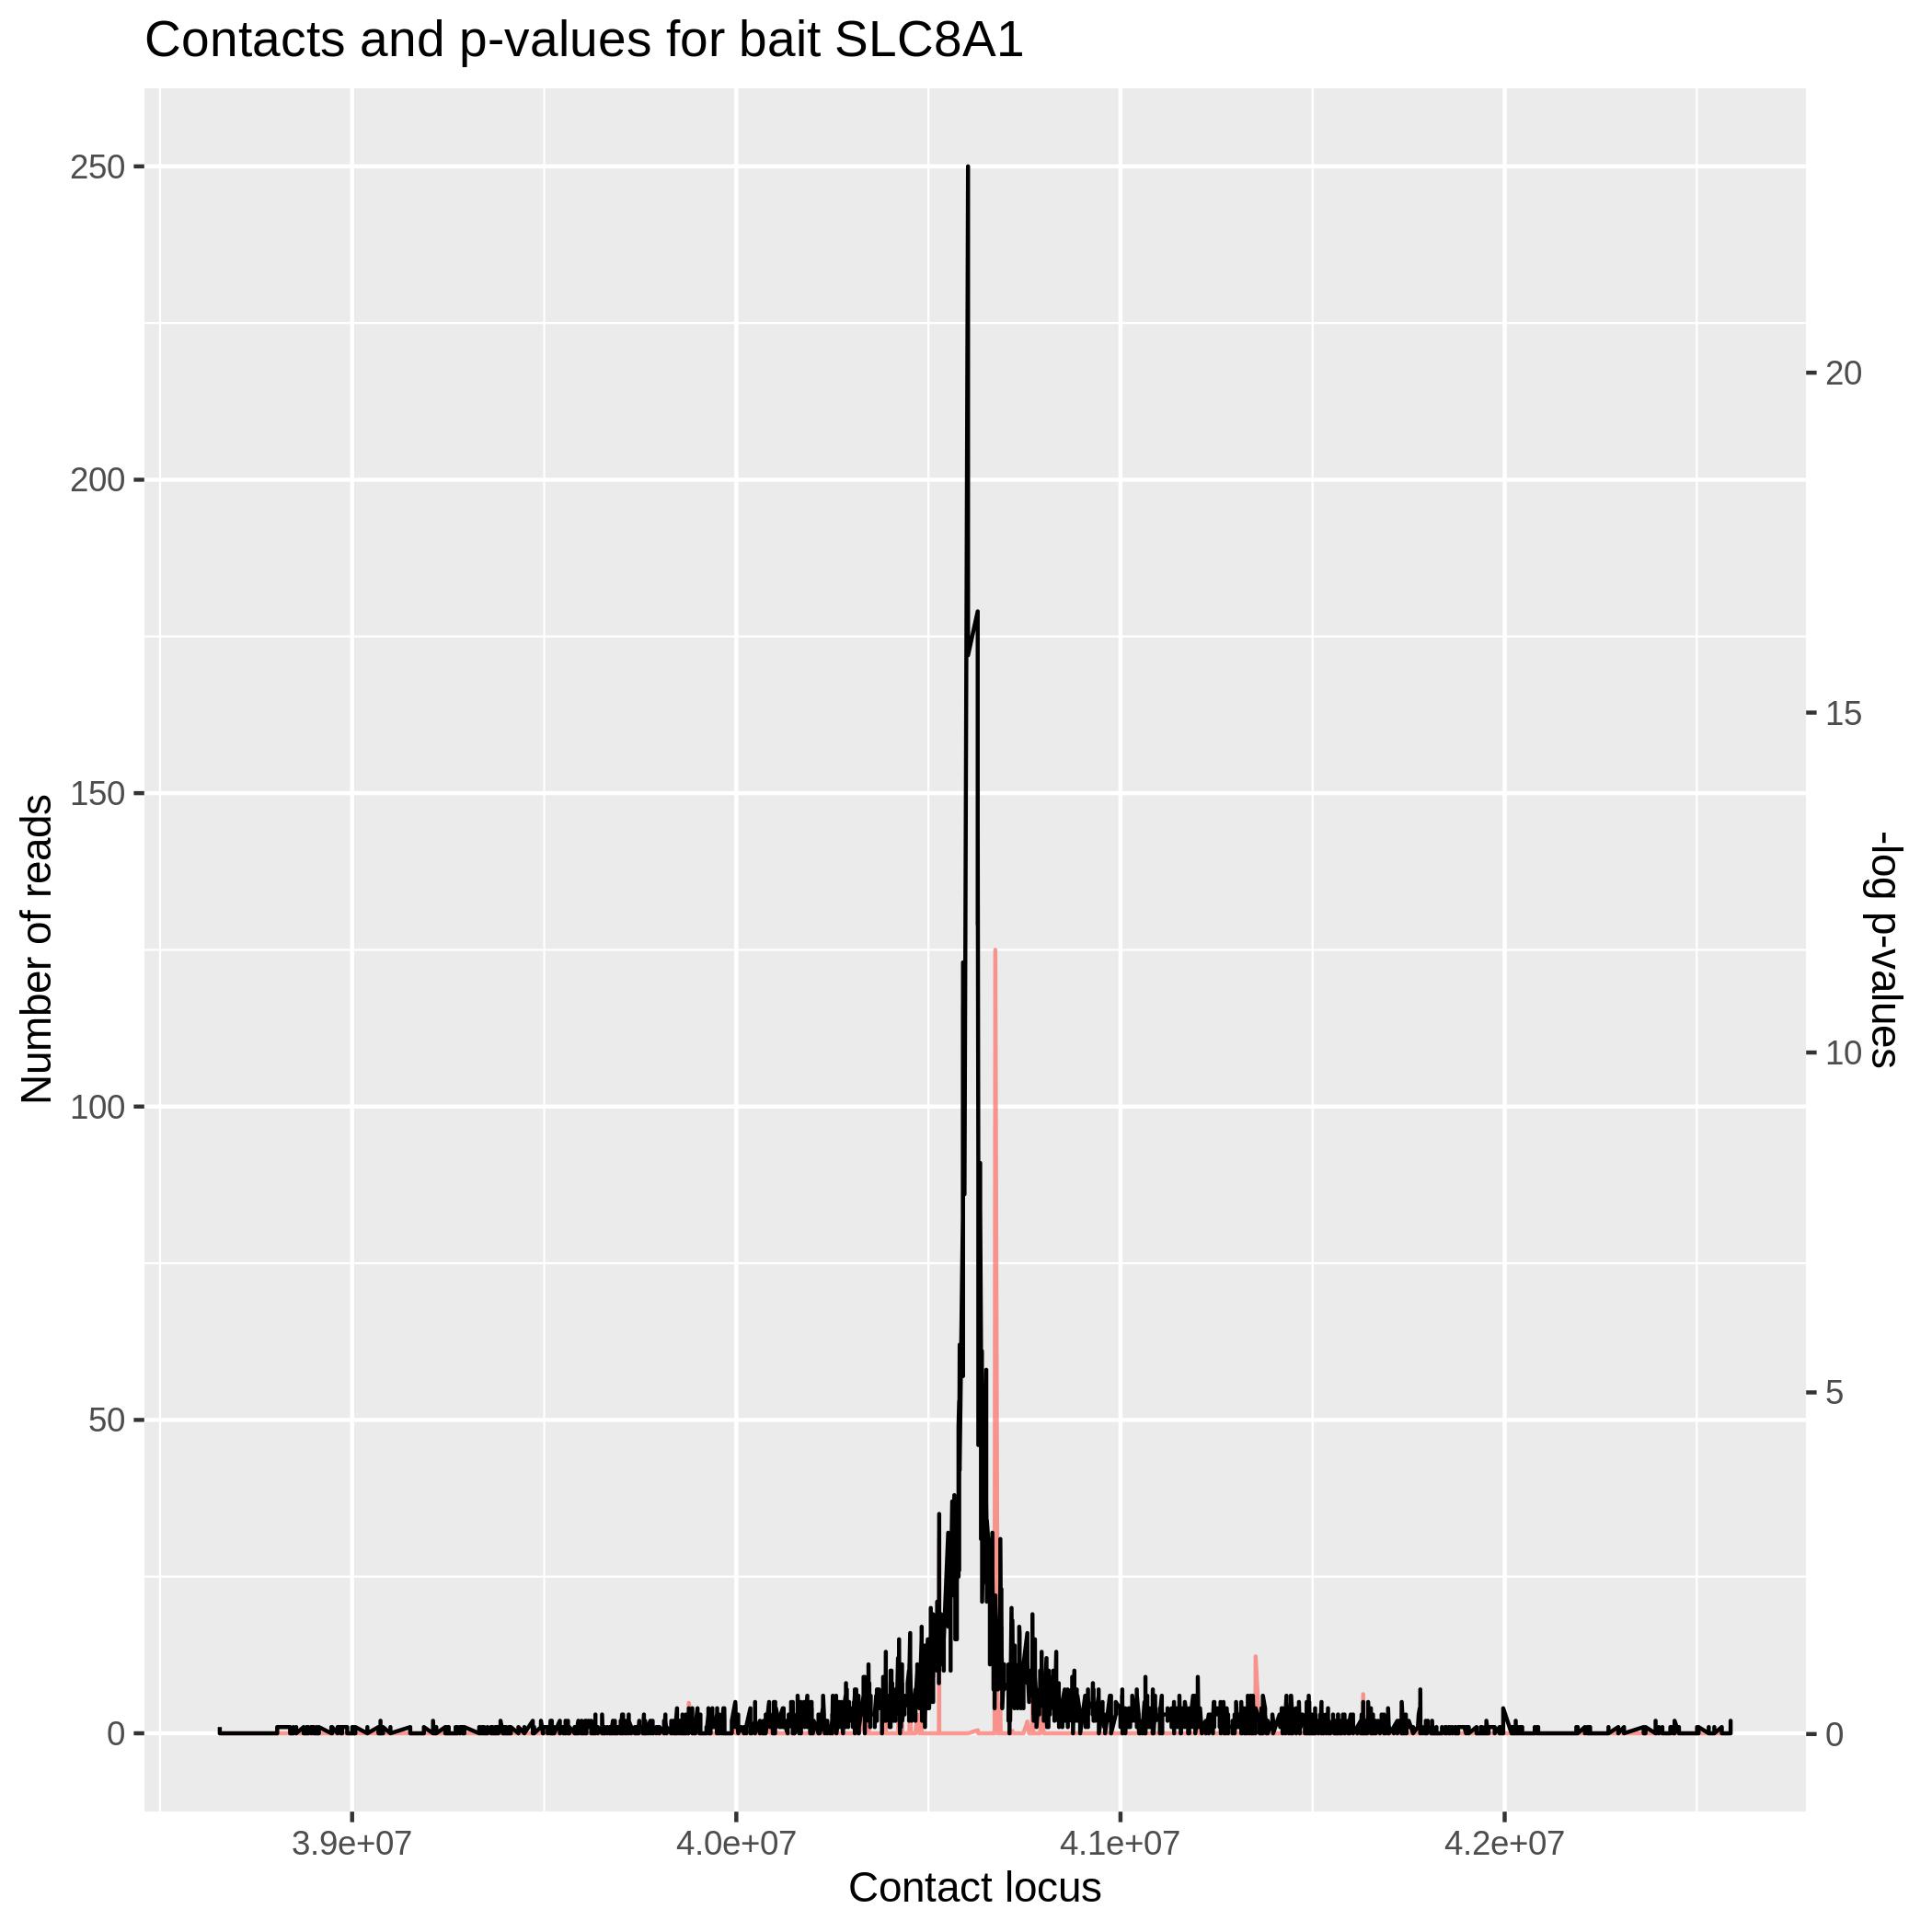 Contacts and p-values for bait SLC8A1
Number of reads
250
200
150
100
50
0
20
15
10
5
0
-log p-values
3.9e+07
4.0e+07
4.1e+07
4.2e+07
Contact locus